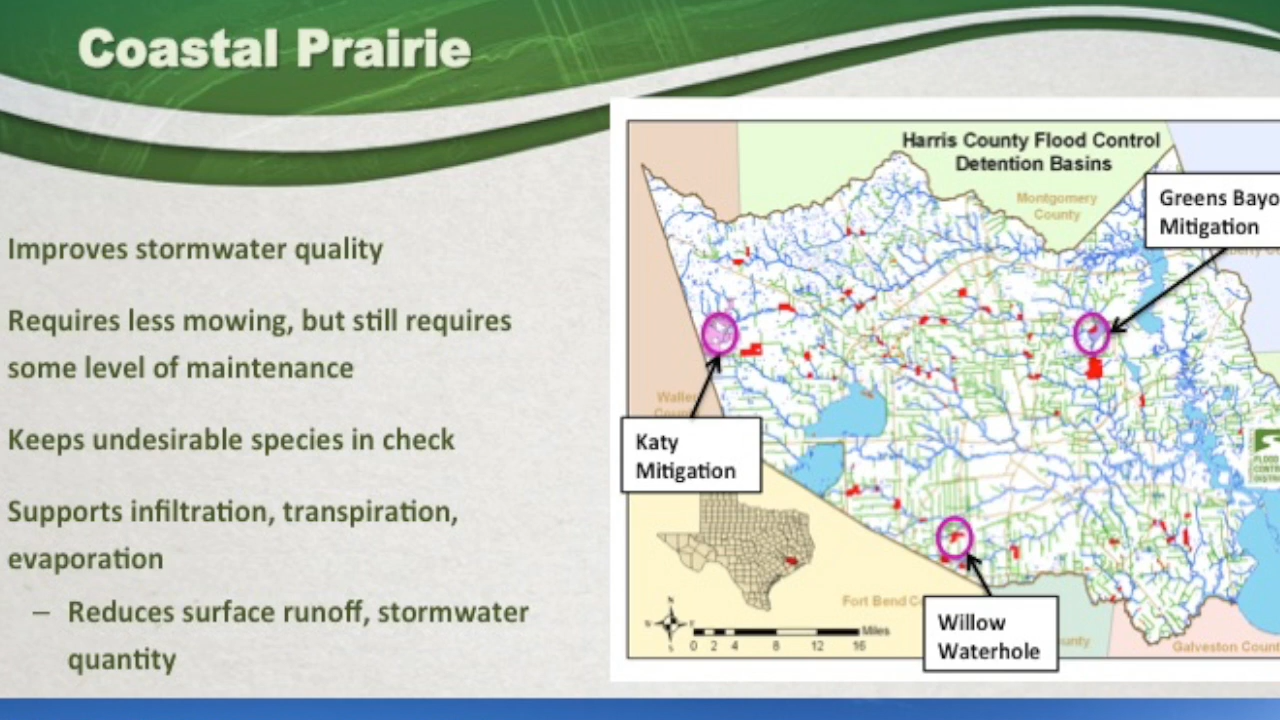 Coastal Prairie
Improves stormwater quality
Requires less mowing, but still requires
some level of maintenance
Keeps undesirable species in check
Supports infiltration, transpiration,
evaporation
– Reduces surface runoff, stormwater
quantity
Harris County Flood Control
Detention Basins
Montgomery
County
Greens Bayo
Mitigation
Katy
Mitigation
Willow
Waterhole
Fort Bend
Galveston Count
Miles
0 2 4 8 12 16